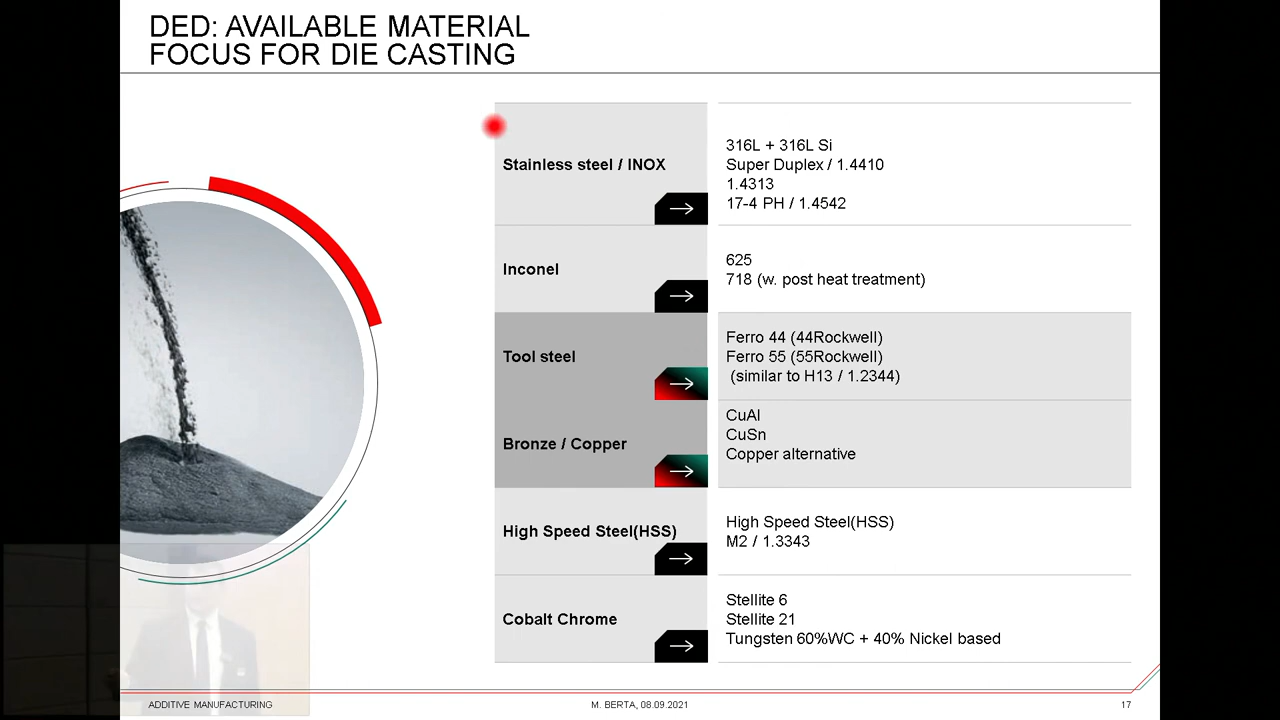 DED: AVAILABLE MATERIAL
FOCUS FOR DIE CASTING
Stainless steel / INOX
316L + 316L Si
Super Duplex / 1.4410
1.4313
17-4 PH / 1.4542
Inconel
625
718 (w. post heat treatment)
Tool steel
Ferro 44 (44Rockwell)
Ferro 55 (55Rockwell)
(similar to H13 / 1.2344)
Bronze / Copper
CuAl
CuSn
Copper alternative
High Speed Steel(HSS)
High Speed Steel(HSS)
M2 / 1.3343
Cobalt Chrome
Stellite 6
Stellite 21
Tungsten 60%WC + 40% Nickel based
ADDITIVE MANUFACTURING
M. BERTA, 08.09.2021
17